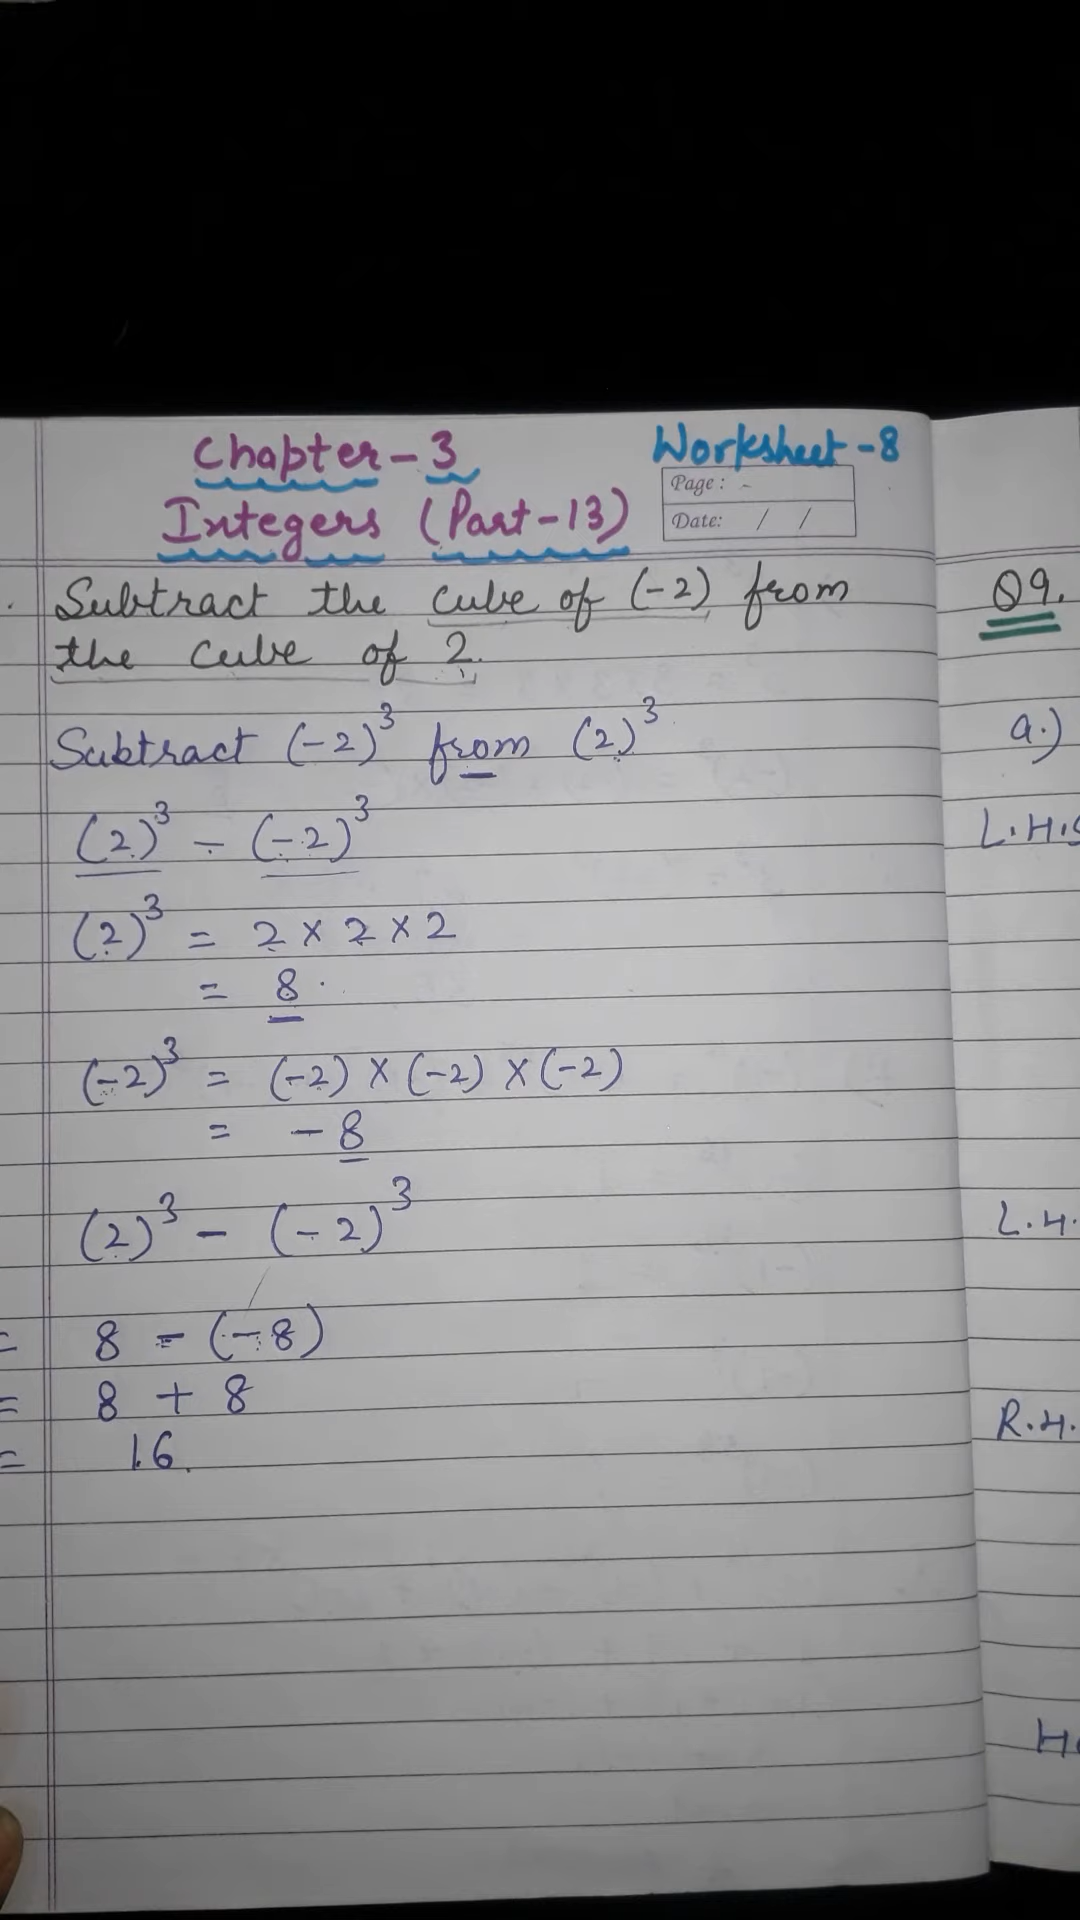 Chapter-3
Worksheet-8
Integers (Part-13)
Page: -
Date: / /
. Subtract the cube of (-2) from
the cube of 2.
Subtract (-2)³ from (2)³
(2)³ - (-2)³
(2)³ = 2 × 2 × 2
= 8.
(-2)³ = (-2) × (-2) × (-2)
= -8
(2)³ - (-2)³
= 8 - (-8)
= 8 + 8
= 16.
Q9.
a.)
L.H.S
L.H.
R.H.